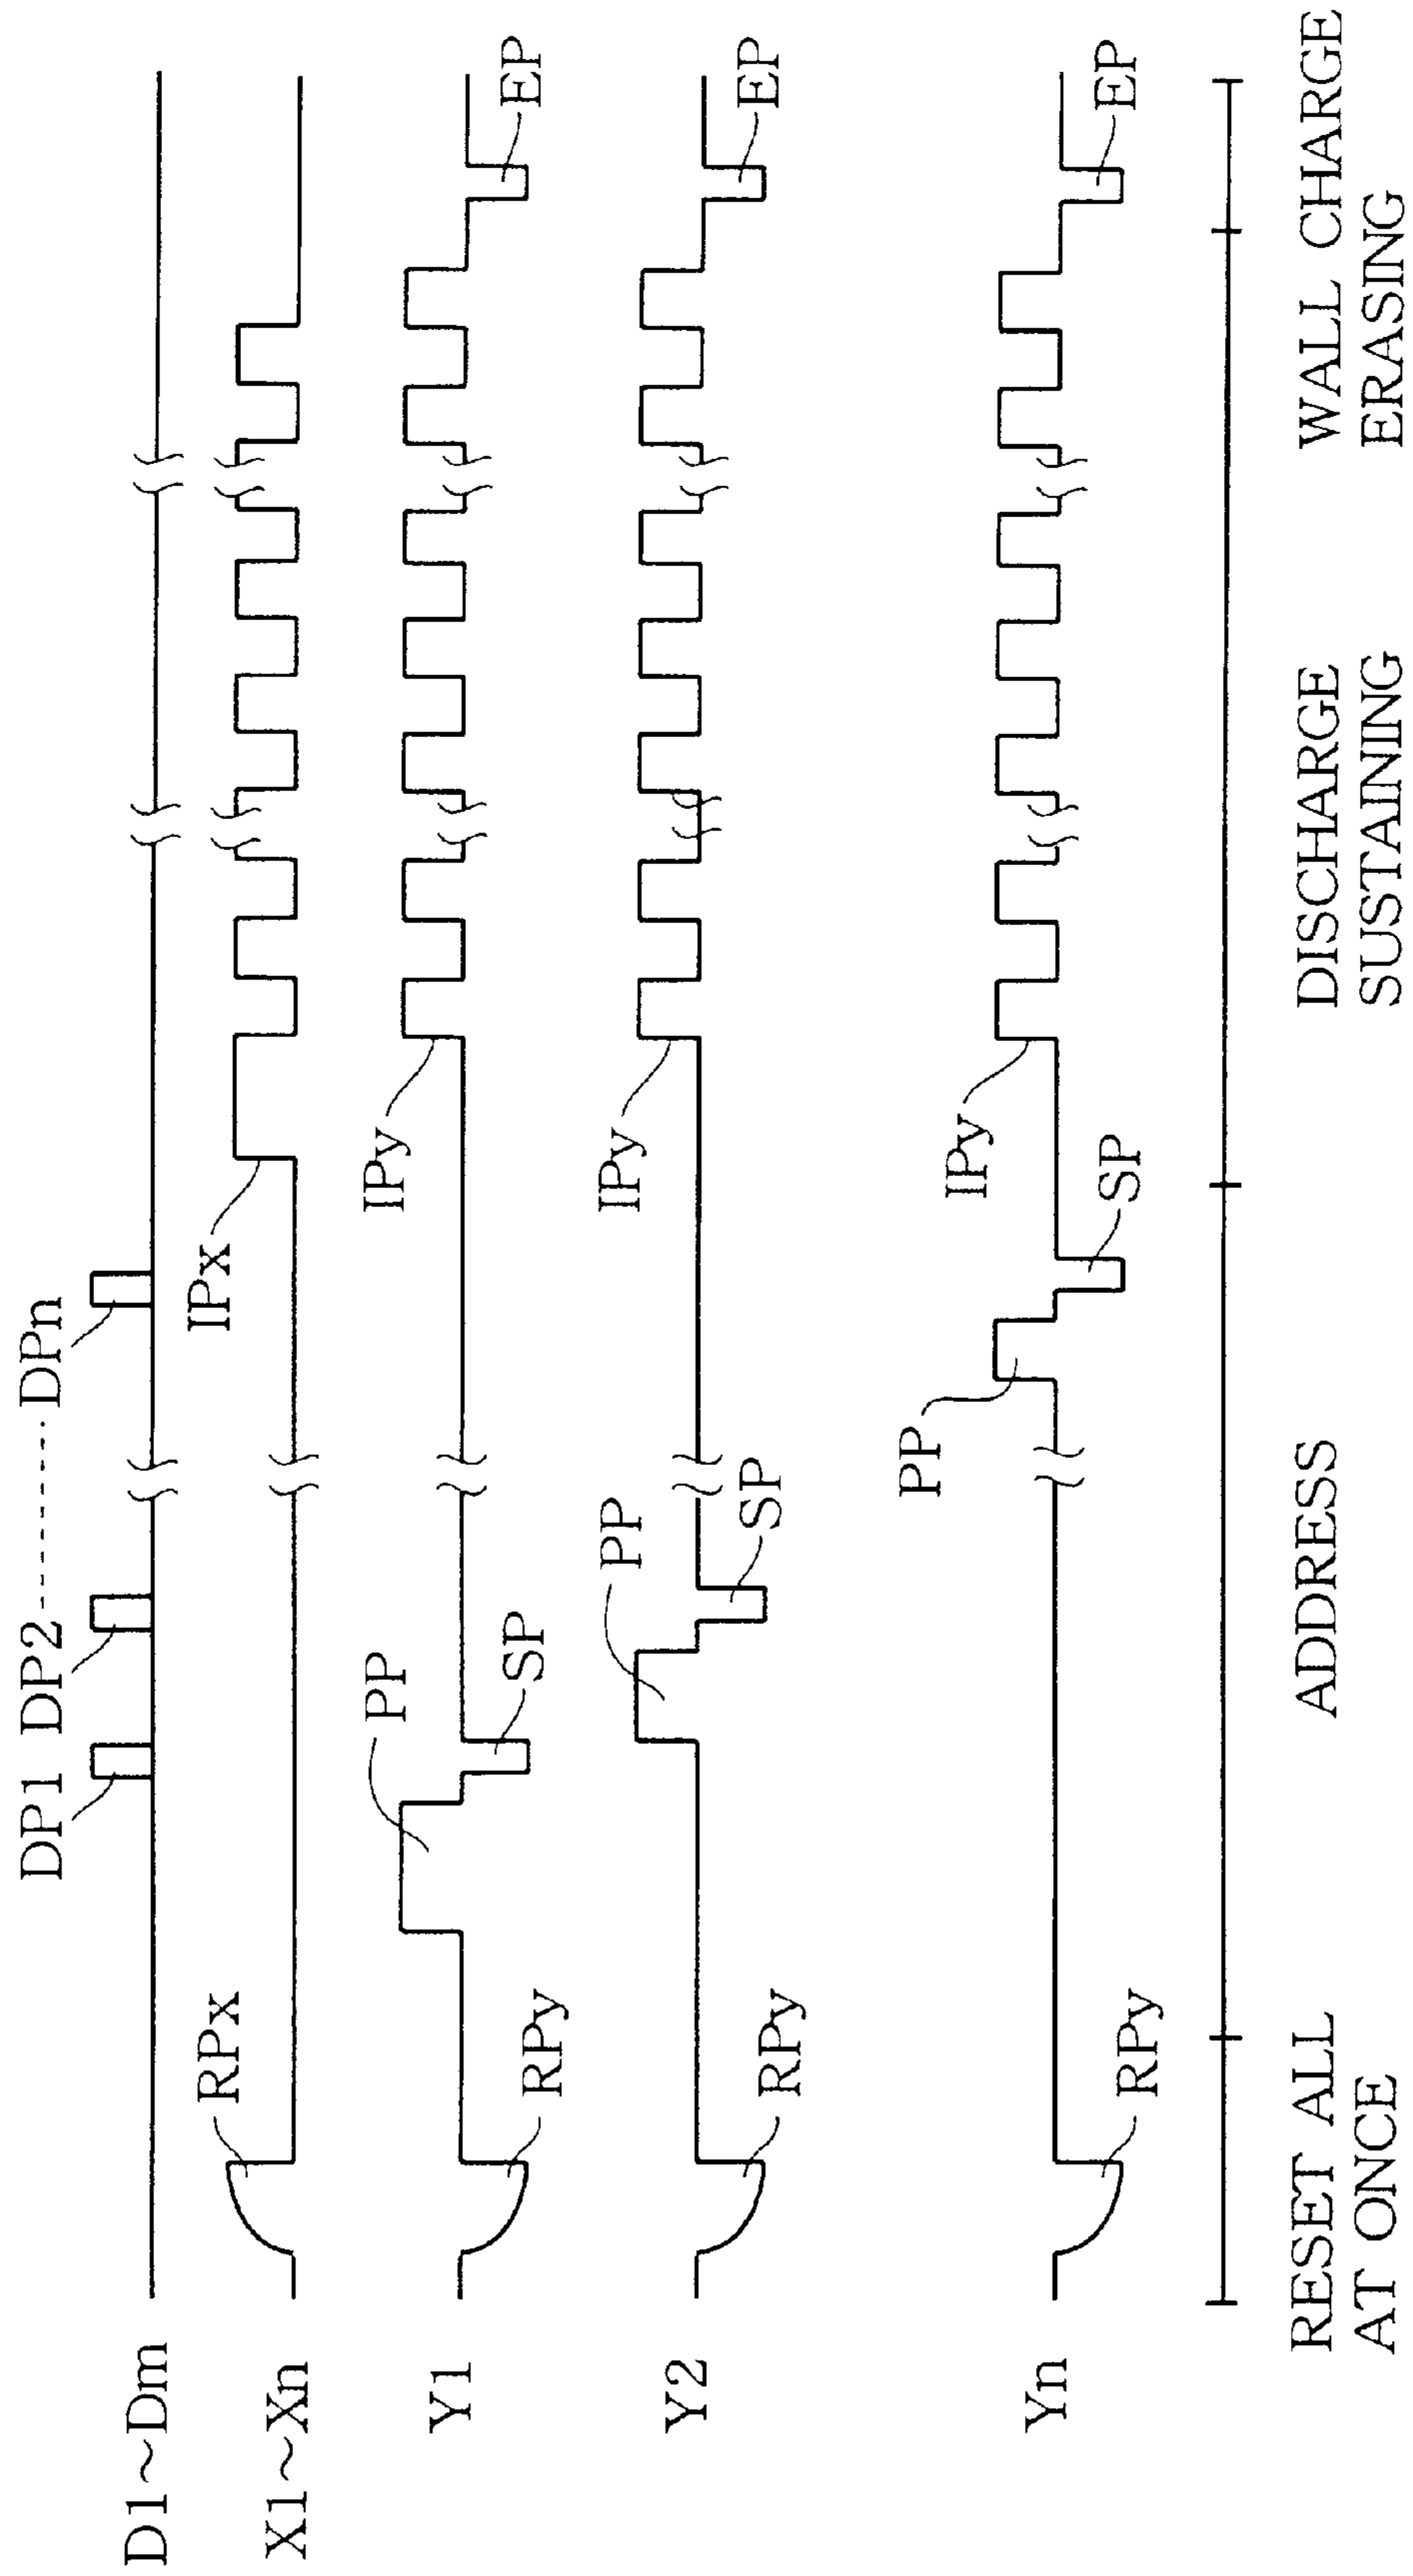 DP1 DP2 ------- DPn
D1~Dm
RPx
IPx
X1~Xn
PP
IPy
Y1
RPy
SP
EP
PP
IPy
Y2
RPy
SP
EP
PP
IPy
Yn
RPy
SP
EP
RESET ALL
AT ONCE
ADDRESS
DISCHARGE
SUSTAINING
WALL CHARGE
ERASING